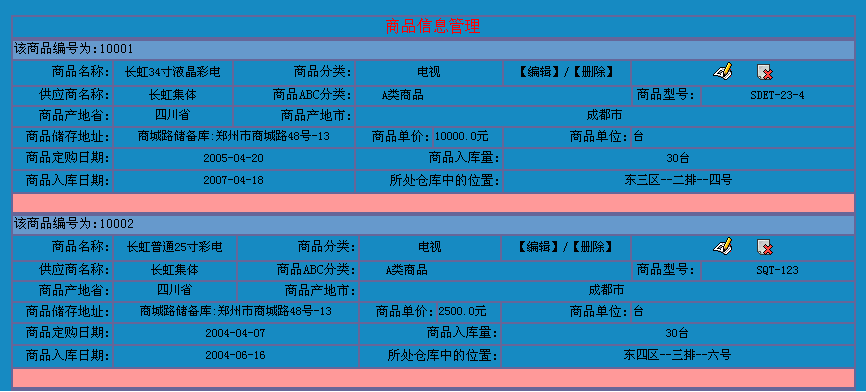 商品信息管理
该商品编号为:10001
商品名称: 长虹34寸液晶彩电 商品分类: 电视 【编辑】/【删除】
供应商名称: 长虹集体 商品ABC分类: A类商品 商品型号: SDET-23-4
商品产地省: 四川省 商品产地市: 成都市
商品储存地址: 商城路储备库:郑州市商城路48号-13 商品单价: 10000.0元 商品单位: 台
商品定购日期: 2005-04-20 商品入库量: 30台
商品入库日期: 2007-04-18 所处仓库中的位置: 东三区--二排--四号
该商品编号为:10002
商品名称: 长虹普通25寸彩电 商品分类: 电视 【编辑】/【删除】
供应商名称: 长虹集体 商品ABC分类: A类商品 商品型号: SQT-123
商品产地省: 四川省 商品产地市: 成都市
商品储存地址: 商城路储备库:郑州市商城路48号-13 商品单价: 2500.0元 商品单位: 台
商品定购日期: 2004-04-07 商品入库量: 30台
商品入库日期: 2004-06-16 所处仓库中的位置: 东四区--三排--六号